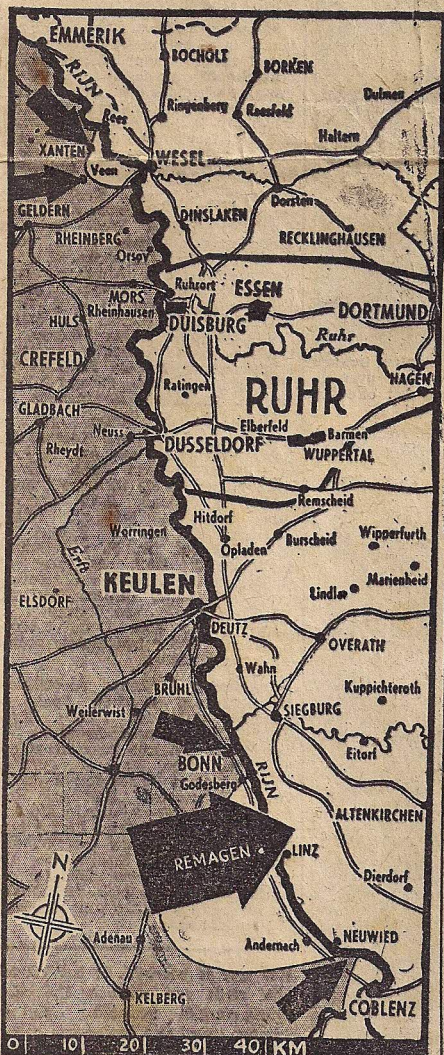 EMMERIK
BOCHOLT
BORKEN
RIJN
Dulmen
Rees
Ringenberg
Raesfeld
Haltern
XANTEN
Veen
WESEL
Dorsten
GELDERN
DINSLAKEN
RHEINBERG
RECKLINGHAUSEN
Orsoy
Ruhrort
ESSEN
MÖRS
Rheinhausen
DORTMUND
HULS
DUISBURG
Ruhr
CREFELD
HAGEN
Ratingen
RUHR
GLADBACH
Elberfeld
Barmen
Neuss
DUSSELDORF
WUPPERTAL
Rheydt
Remscheid
Hitdorf
Worringen
Burscheid
Wipperfurth
Opladen
Erft
Marienheid
KEULEN
Lindlar
ELSDORF
DEUTZ
OVERATH
Wahn
BRUHL
Kuppichteroth
Weilerwist
SIEGBURG
Eitorf
BONN
RIJN
Godesberg
ALTENKIRCHEN
REMAGEN
LINZ
Dierdorf
N
Adenau
Andernach
NEUWIED
KELBERG
COBLENZ
0 10 20 30 40 KM